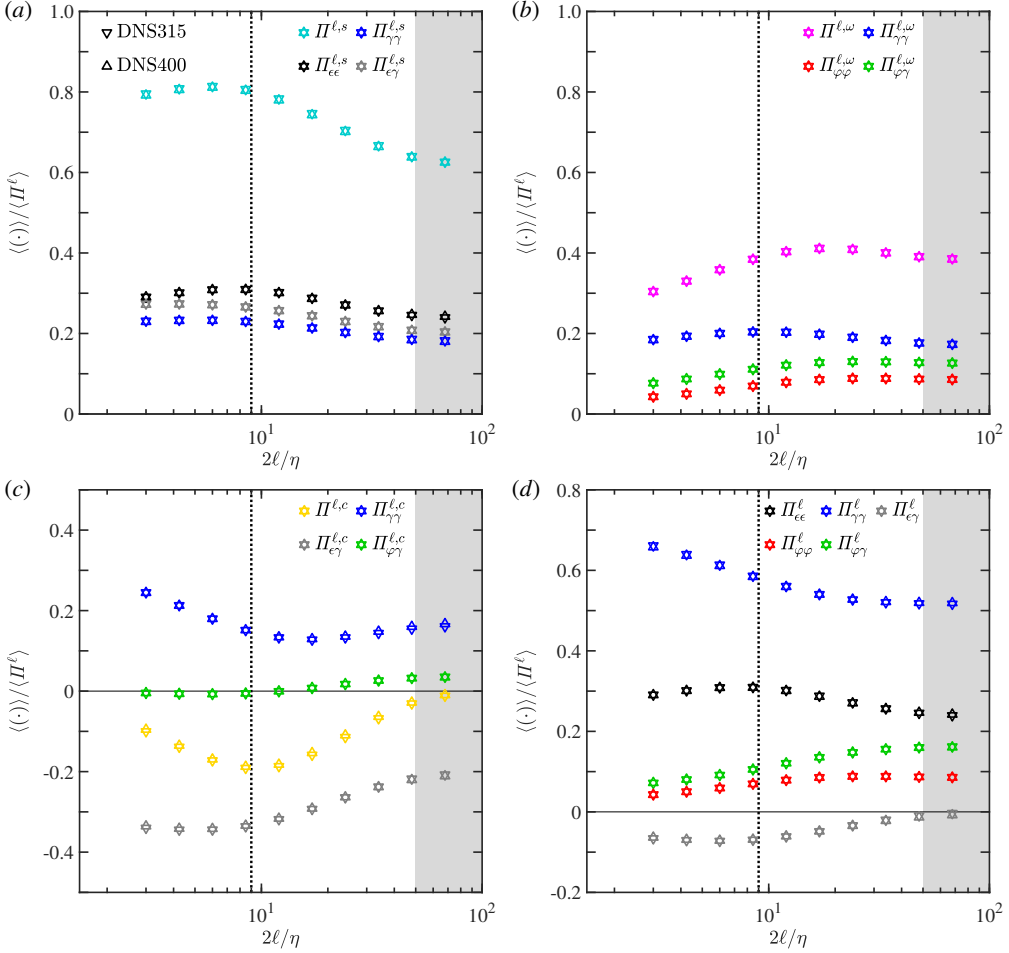 (a)
▽ DNS315
△ DNS400
Π^{ℓ,s} Π^{ℓ,s}_{γγ}
Π^{ℓ,s}_{ϵϵ} Π^{ℓ,s}_{ϵγ}
⟨(·)⟩/⟨Π^ℓ⟩
1.0
0.8
0.6
0.4
0.2
0
10^1
10^2
2ℓ/η
(b)
Π^{ℓ,ω} Π^{ℓ,ω}_{γγ}
Π^{ℓ,ω}_{φφ} Π^{ℓ,ω}_{φγ}
⟨(·)⟩/⟨Π^ℓ⟩
1.0
0.8
0.6
0.4
0.2
0
10^1
10^2
2ℓ/η
(c)
Π^{ℓ,c} Π^{ℓ,c}_{γγ}
Π^{ℓ,c}_{ϵγ} Π^{ℓ,c}_{φγ}
⟨(·)⟩/⟨Π^ℓ⟩
0.4
0.2
0
-0.2
-0.4
10^1
10^2
2ℓ/η
(d)
Π^ℓ_{ϵϵ} Π^ℓ_{γγ} Π^ℓ_{ϵγ}
Π^ℓ_{φφ} Π^ℓ_{φγ}
⟨(·)⟩/⟨Π^ℓ⟩
0.8
0.6
0.4
0.2
0
-0.2
10^1
10^2
2ℓ/η